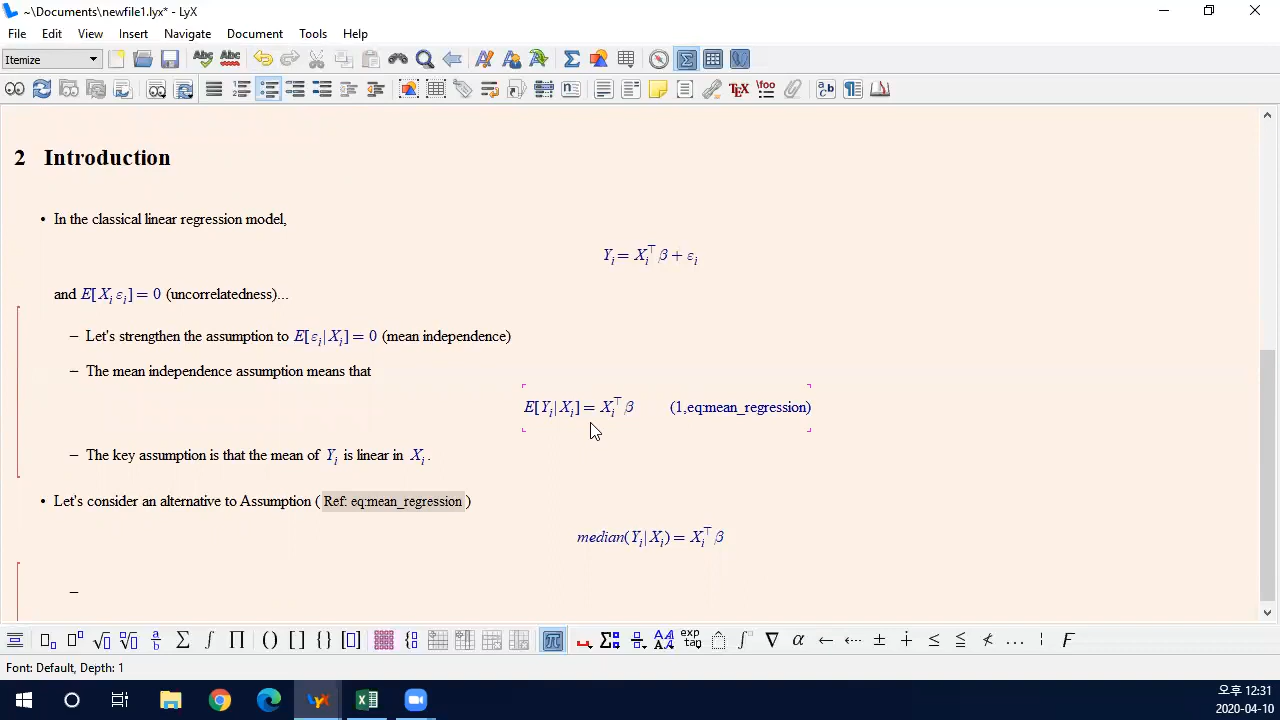 ~\Documents\newfile1.lyx* - LyX
File Edit View Insert Navigate Document Tools Help
Itemize
2 Introduction
• In the classical linear regression model,
Yᵢ = Xᵢ⊤ β + εᵢ
and E[Xᵢ εᵢ] = 0 (uncorrelatedness)...
– Let's strengthen the assumption to E[εᵢ|Xᵢ] = 0 (mean independence)
– The mean independence assumption means that
E[Yᵢ|Xᵢ] = Xᵢ⊤ β (1,eq:mean_regression)
– The key assumption is that the mean of Yᵢ is linear in Xᵢ.
• Let's consider an alternative to Assumption (Ref: eq:mean_regression)
median(Yᵢ|Xᵢ) = Xᵢ⊤ β
–
Font: Default, Depth: 1
오후 12:31
2020-04-10